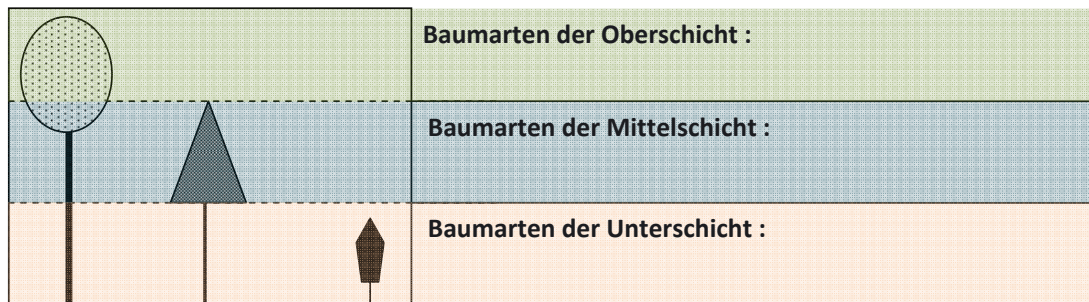 Baumarten der Oberschicht :
Baumarten der Mittelschicht :
Baumarten der Unterschicht :